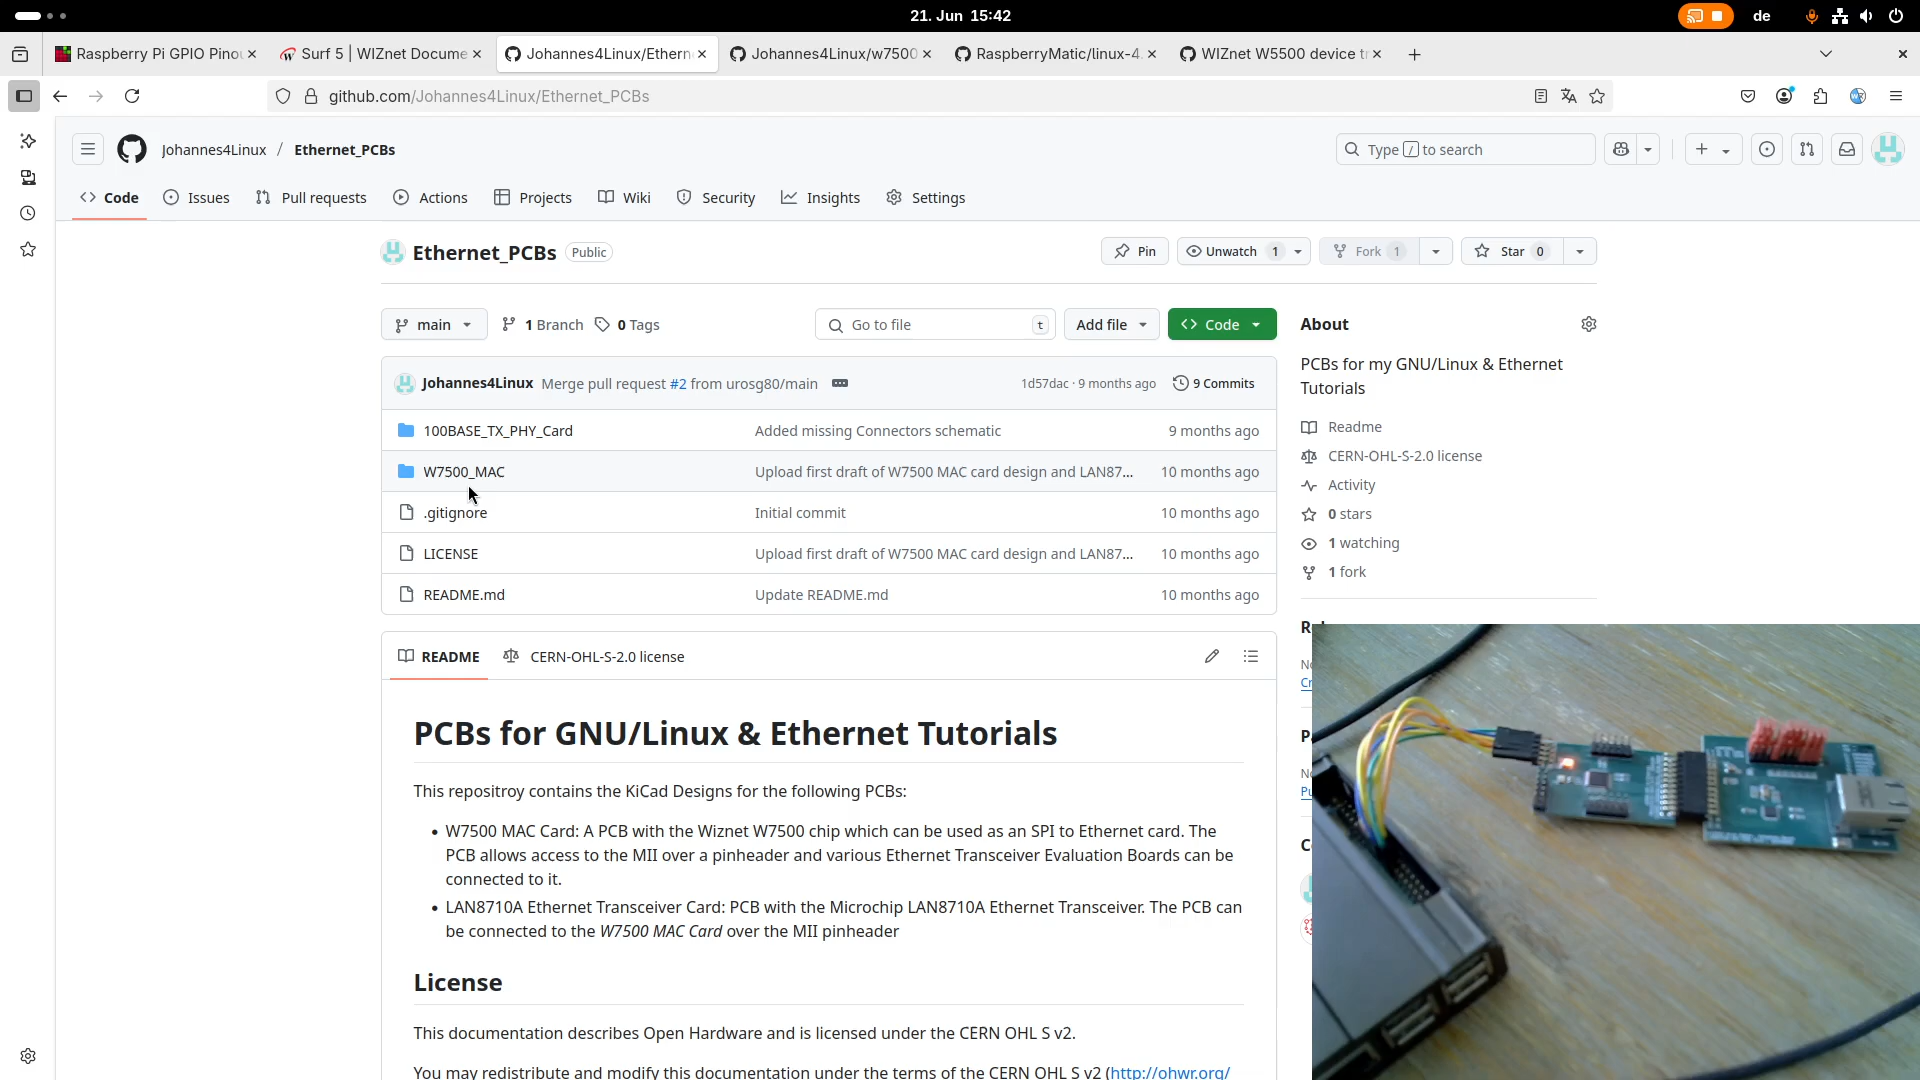 21. Jun 15:42
de
Raspberry Pi GPIO Pino
Surf 5 | WIZnet Docume
Johannes4Linux/Ethern
Johannes4Linux/w7500
RaspberryMatic/linux-4.
WIZnet W5500 device tr
github.com/Johannes4Linux/Ethernet_PCBs
Johannes4Linux / Ethernet_PCBs
Type / to search
Code
Issues
Pull requests
Actions
Projects
Wiki
Security
Insights
Settings
Ethernet_PCBs Public
Pin
Unwatch 1
Fork 1
Star 0
main
1 Branch
0 Tags
Go to file t
Add file
Code
About
PCBs for my GNU/Linux & Ethernet
Tutorials
Johannes4Linux Merge pull request #2 from urosg80/main
1d57dac · 9 months ago
9 Commits
100BASE_TX_PHY_Card Added missing Connectors schematic 9 months ago
W7500_MAC Upload first draft of W7500 MAC card design and LAN87... 10 months ago
.gitignore Initial commit 10 months ago
LICENSE Upload first draft of W7500 MAC card design and LAN87... 10 months ago
README.md Update README.md 10 months ago
Readme
CERN-OHL-S-2.0 license
Activity
0 stars
1 watching
1 fork
README
CERN-OHL-S-2.0 license
PCBs for GNU/Linux & Ethernet Tutorials
This repositroy contains the KiCad Designs for the following PCBs:
• W7500 MAC Card: A PCB with the Wiznet W7500 chip which can be used as an SPI to Ethernet card. The
PCB allows access to the MII over a pinheader and various Ethernet Transceiver Evaluation Boards can be
connected to it.
• LAN8710A Ethernet Transceiver Card: PCB with the Microchip LAN8710A Ethernet Transceiver. The PCB can
be connected to the W7500 MAC Card over the MII pinheader
License
This documentation describes Open Hardware and is licensed under the CERN OHL S v2.
You may redistribute and modify this documentation under the terms of the CERN OHL S v2 (http://ohwr.org/